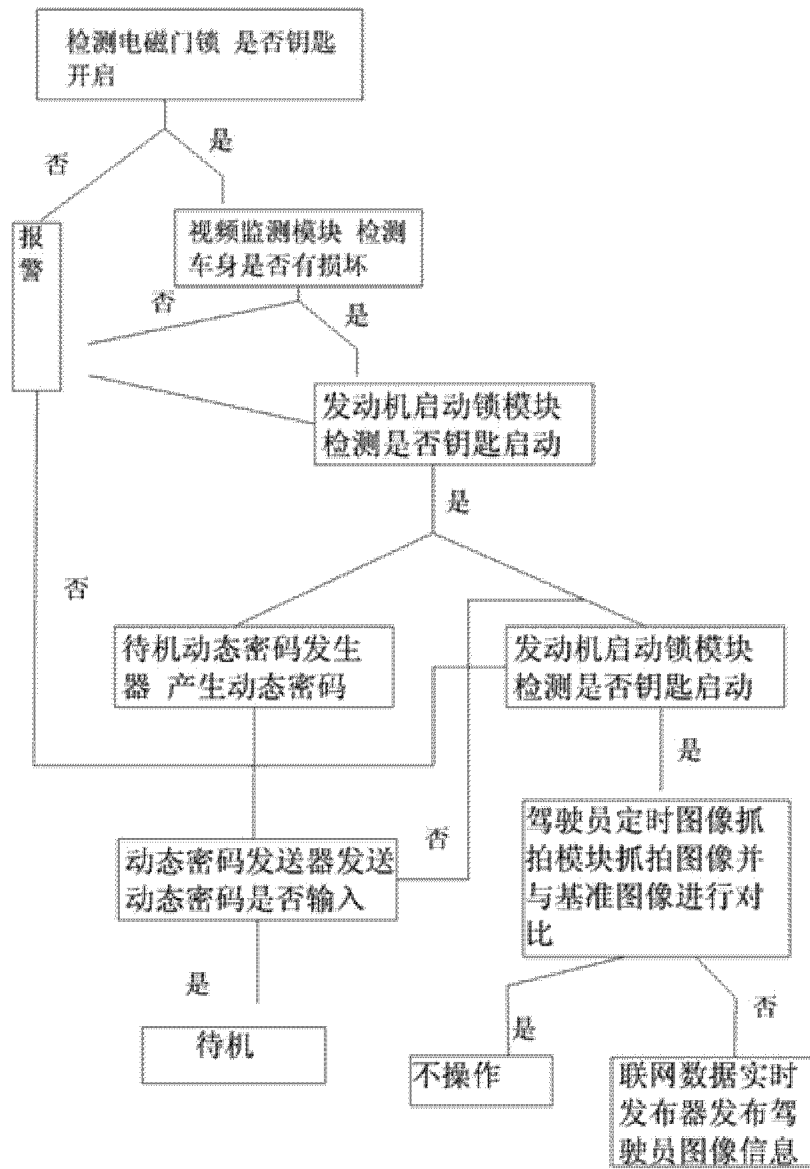 检测电磁门锁 是否钥匙
开启
否
是
报
警
视频监测模块 检测
车身是否有损坏
否
是
发动机启动锁模块
检测是否钥匙启动
是
否
待机动态密码发生
器 产生动态密码
发动机启动锁模块
检测是否钥匙启动
是
动态密码发送器发送
动态密码是否输入
否
驾驶员定时图像抓
拍模块抓拍图像并
与基准图像进行对
比
是
待机
是
不操作
否
联网数据实时
发布器发布驾
驶员图像信息